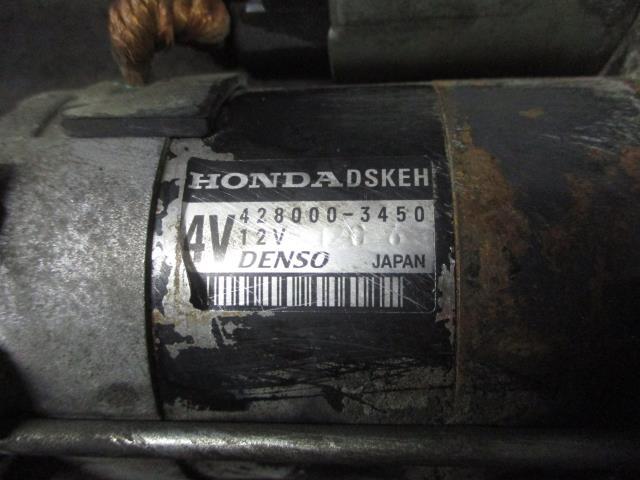 HONDA DSKEH
4V 428000-3450
12V
DENSO JAPAN